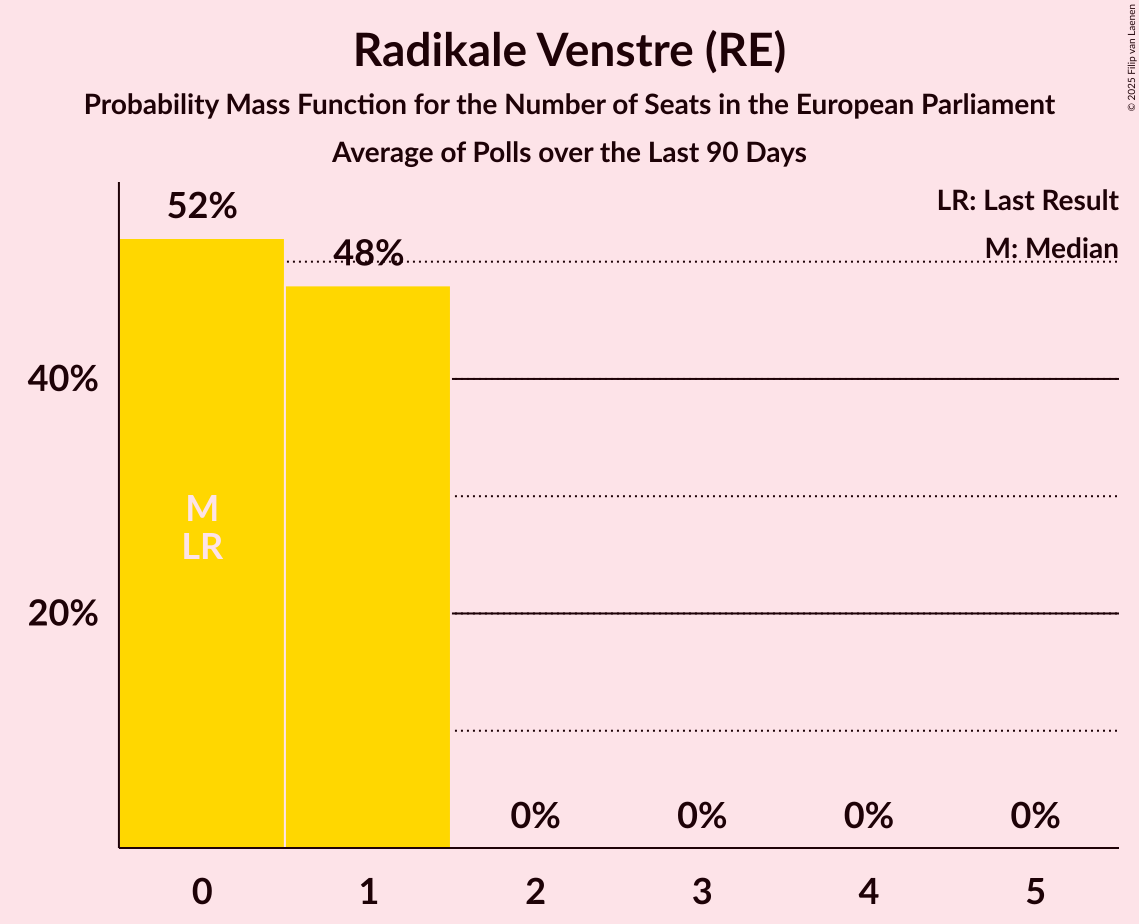 Radikale Venstre (RE)
Probability Mass Function for the Number of Seats in the European Parliament
Average of Polls over the Last 90 Days
© 2025 Filip van Laenen
LR: Last Result
M: Median
52%
48%
40%
20%
M
LR
0%
0%
0%
0%
0
1
2
3
4
5